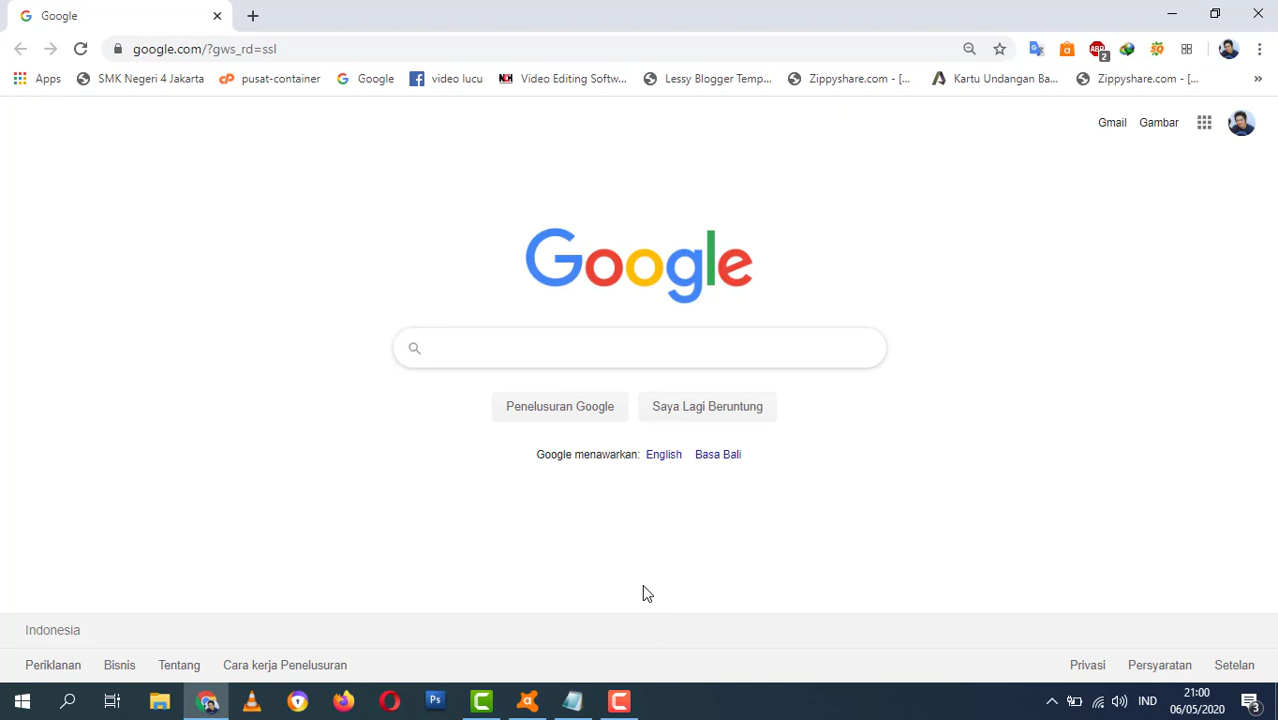 Google
google.com/?gws_rd=ssl
2
Apps SMK Negeri 4 Jakarta pusat-container Google video lucu Video Editing Softw... Lessy Blogger Temp... Zippyshare.com - [... Kartu Undangan Ba... Zippyshare.com - [... »
Gmail Gambar
Google
Penelusuran Google Saya Lagi Beruntung
Google menawarkan: English Basa Bali
Indonesia
Periklanan Bisnis Tentang Cara kerja Penelusuran Privasi Persyaratan Setelan
IND 21:00
06/05/2020 3